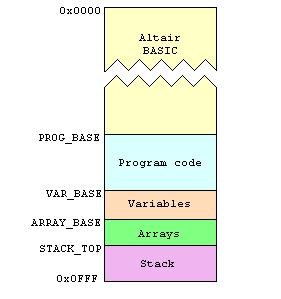 0x0000
Altair
BASIC
PROG_BASE
Program code
VAR_BASE
Variables
ARRAY_BASE
Arrays
STACK_TOP
Stack
0x0FFF